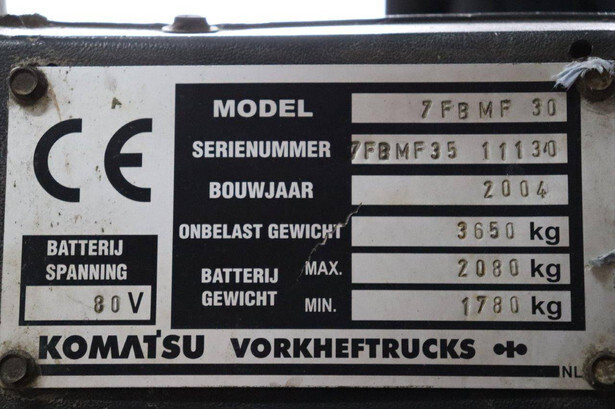 CE
MODEL 7FBMF 30
SERIENUMMER 7FBMF35 11130
BOUWJAAR 2004
ONBELAST GEWICHT 3650 kg
BATTERIJ GEWICHT MAX. 2080 kg
MIN. 1780 kg
BATTERIJ
SPANNING
80 V
KOMATSU VORKHEFTRUCKS
NL